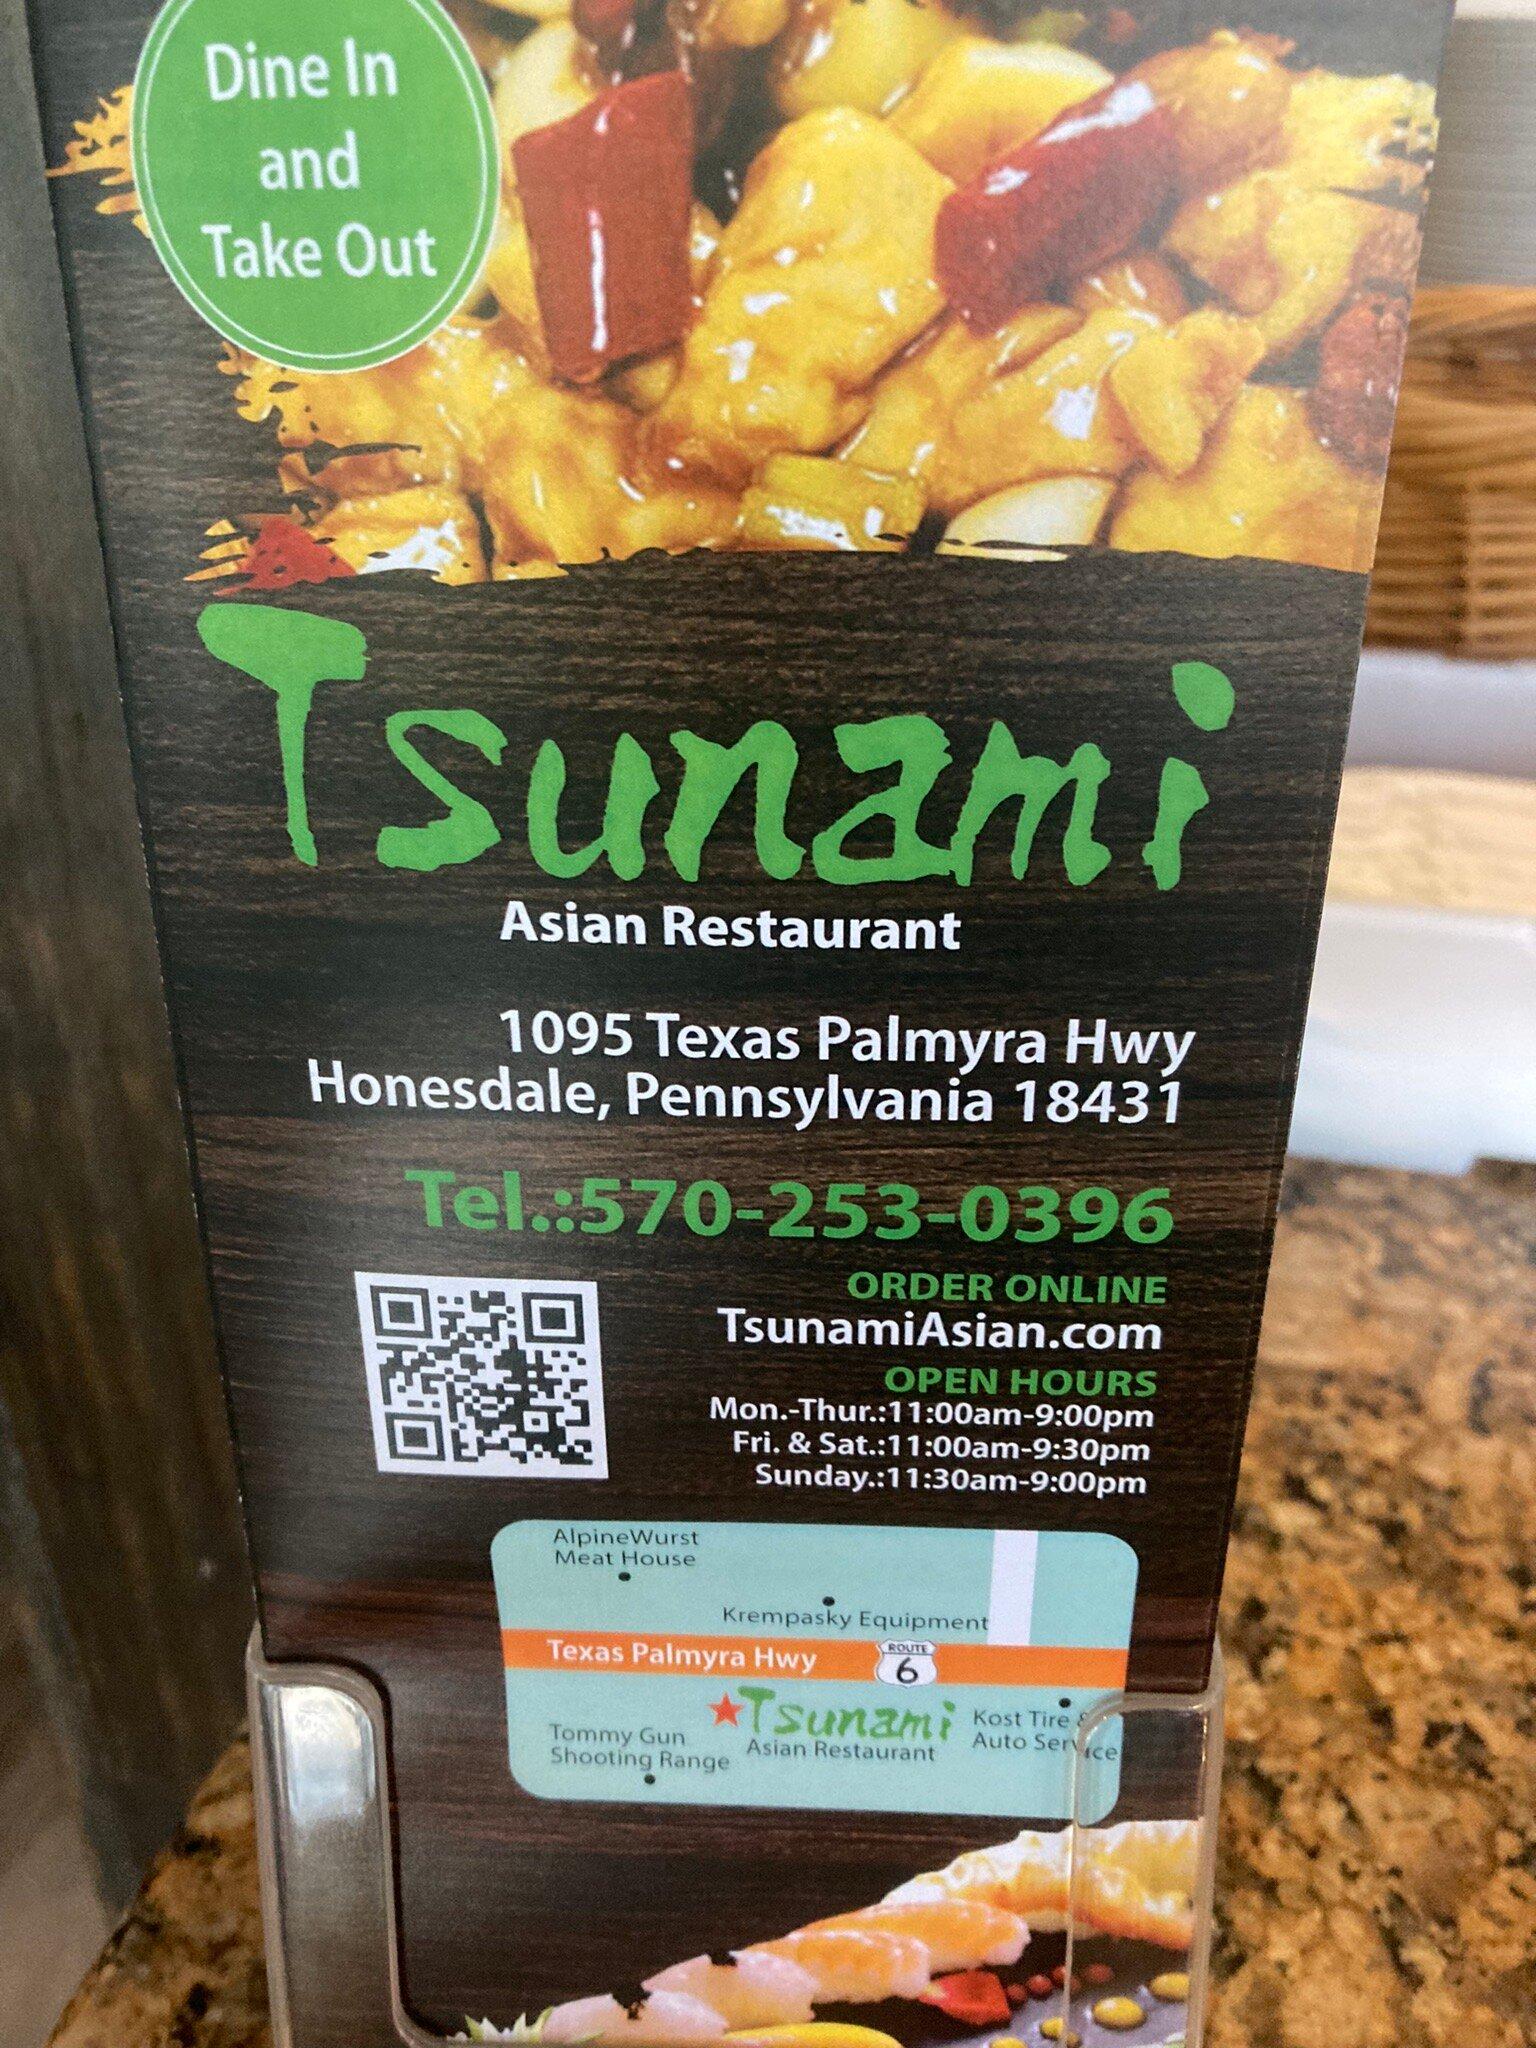 Dine In
and
Take Out
Tsunami
Asian Restaurant
1095 Texas Palmyra Hwy
Honesdale, Pennsylvania 18431
Tel.:570-253-0396
ORDER ONLINE
TsunamiAsian.com
OPEN HOURS
Mon.-Thur.:11:00am-9:00pm
Fri. & Sat.:11:00am-9:30pm
Sunday.:11:30am-9:00pm
AlpineWurst
Meat House
Krempasky Equipment
Texas Palmyra Hwy
ROUTE
6
Tsunami
Asian Restaurant
Kost Tire &
Auto Service
Tommy Gun
Shooting Range